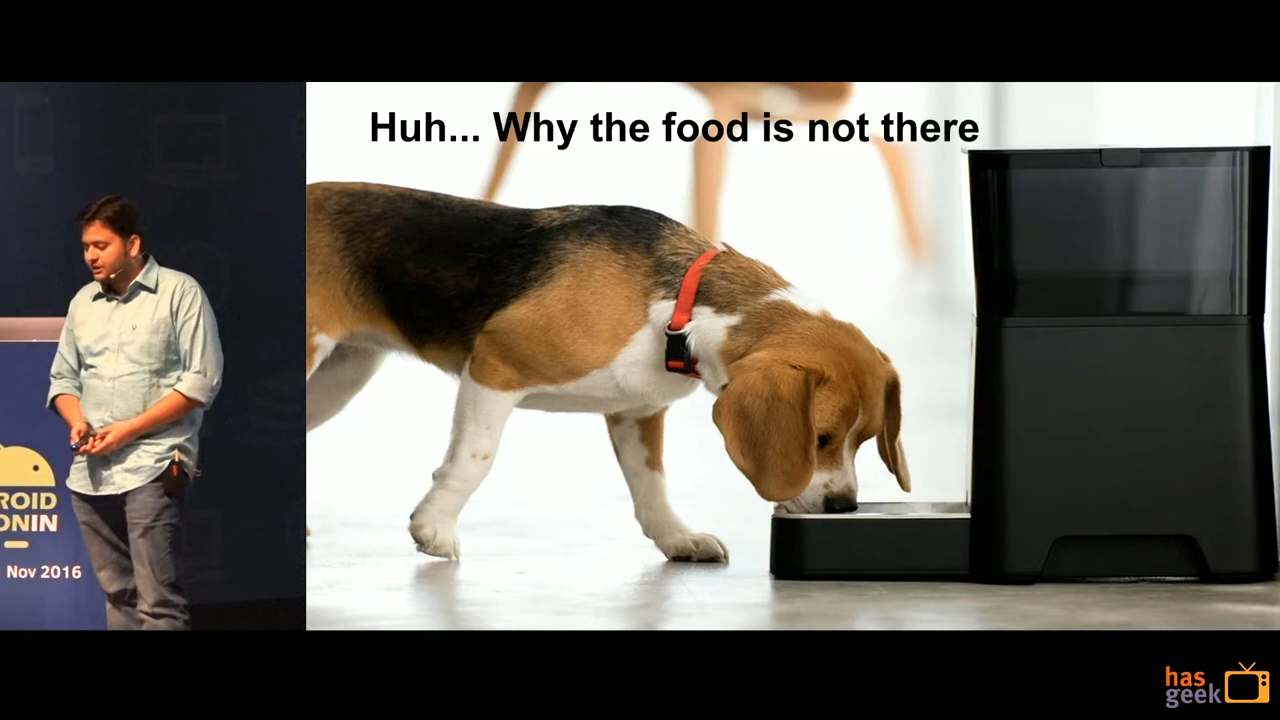 Huh... Why the food is not there
ROID
ONIN
Nov 2016
has
geek